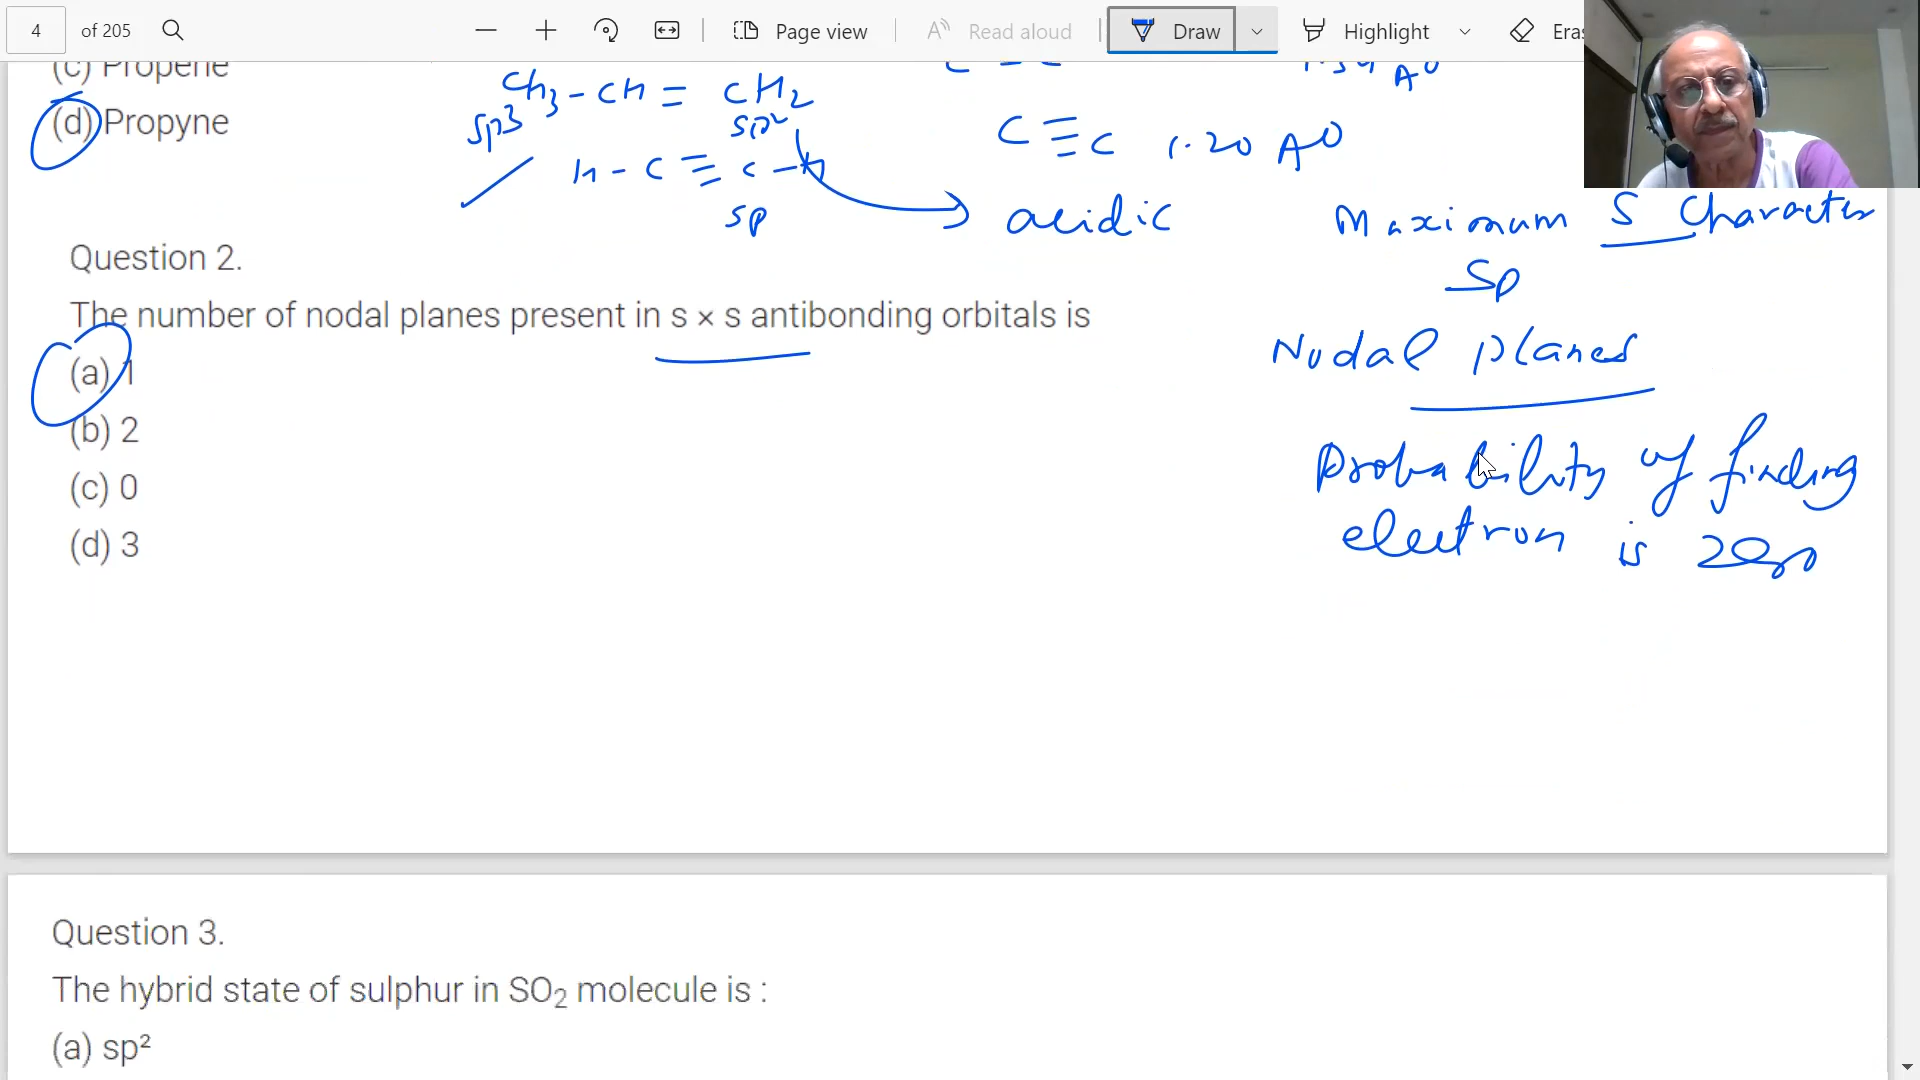 4 of 205 Page view Read aloud Draw Highlight Eras
(c) Propene
(d) Propyne
CH3 - CH = CH2
sp3 sp2
H - C ≡ C - H
sp
C ≡ C 1.20 A0
acidic
Maximum S Character
Sp
Question 2.
The number of nodal planes present in s × s antibonding orbitals is
(a) 1
(b) 2
(c) 0
(d) 3
Nodal planes
Probability of finding
electron is zero
Question 3.
The hybrid state of sulphur in SO₂ molecule is :
(a) sp²